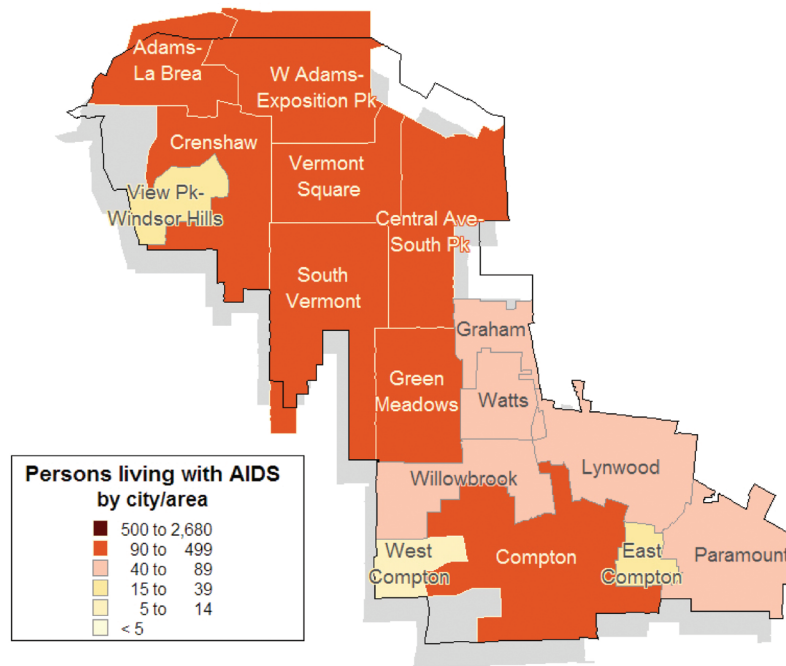 Adams-
La Brea
W Adams-
Exposition Pk
Crenshaw
Vermont
Square
View Pk-
Windsor Hills
Central Ave-
South Pk
South
Vermont
Graham
Green
Meadows
Watts
Willowbrook
Lynwood
West
Compton
Compton
East
Compton
Paramount
Persons living with AIDS
by city/area
500 to 2,680
90 to 499
40 to 89
15 to 39
5 to 14
< 5